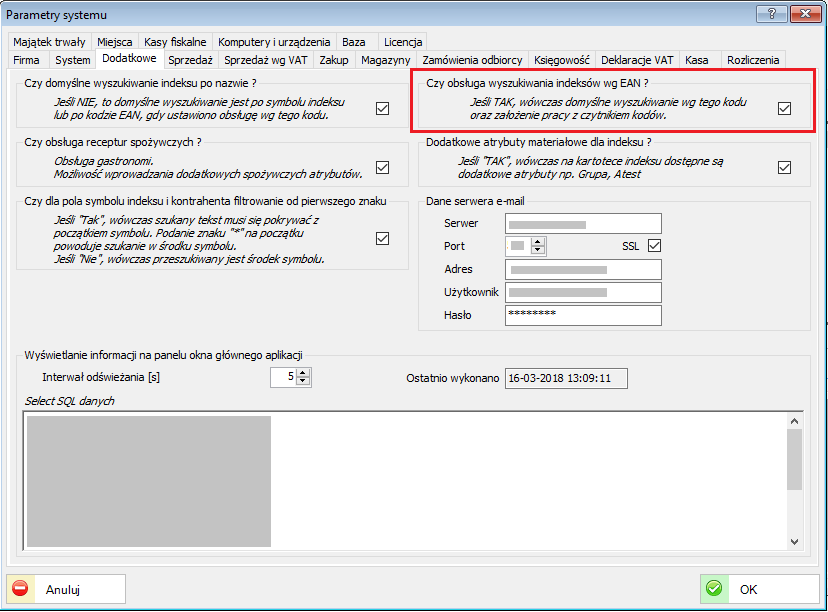 Parametry systemu
?
Majątek trwały
Miejsca
Kasy fiskalne
Komputery i urządzenia
Baza
Licencja
Firma
System
Dodatkowe
Sprzedaż
Sprzedaż wg VAT
Zakup
Magazyny
Zamówienia odbiorcy
Księgowość
Deklaracje VAT
Kasa
Rozliczenia
Czy domyślne wyszukiwanie indeksu po nazwie ?
Jeśli NIE, to domyślne wyszukiwanie jest po symbolu indeksu
lub po kodzie EAN, gdy ustawiono obsługę wg tego kodu.
Czy obsługa wyszukiwania indeksów wg EAN ?
Jeśli TAK, wówczas domyślne wyszukiwanie wg tego kodu
oraz założenie pracy z czytnikiem kodów.
Czy obsługa receptur spożywczych ?
Obsługa gastronomi.
Możliwość wprowadzania dodatkowych spożywczych atrybutów.
Dodatkowe atrybuty materiałowe dla indeksu ?
Jeśli "TAK", wówczas na kartotece indeksu dostępne są
dodatkowe atrybuty np. Grupa, Atest
Czy dla pola symbolu indeksu i kontrahenta filtrowanie od pierwszego znaku
Jeśli "Tak", wówczas szukany tekst musi się pokrywać z
początkiem symbolu. Podanie znaku "*" na początku
powoduje szukanie w środku symbolu.
Jeśli "Nie", wówczas przeszukiwany jest środek symbolu.
Dane serwera e-mail
Serwer
Port
SSL
Adres
Użytkownik
Hasło
********
Wyświetlanie informacji na panelu okna głównego aplikacji
Interwał odświeżania [s]
5
Ostatnio wykonano
16-03-2018 13:09:11
Select SQL danych
Anuluj
OK